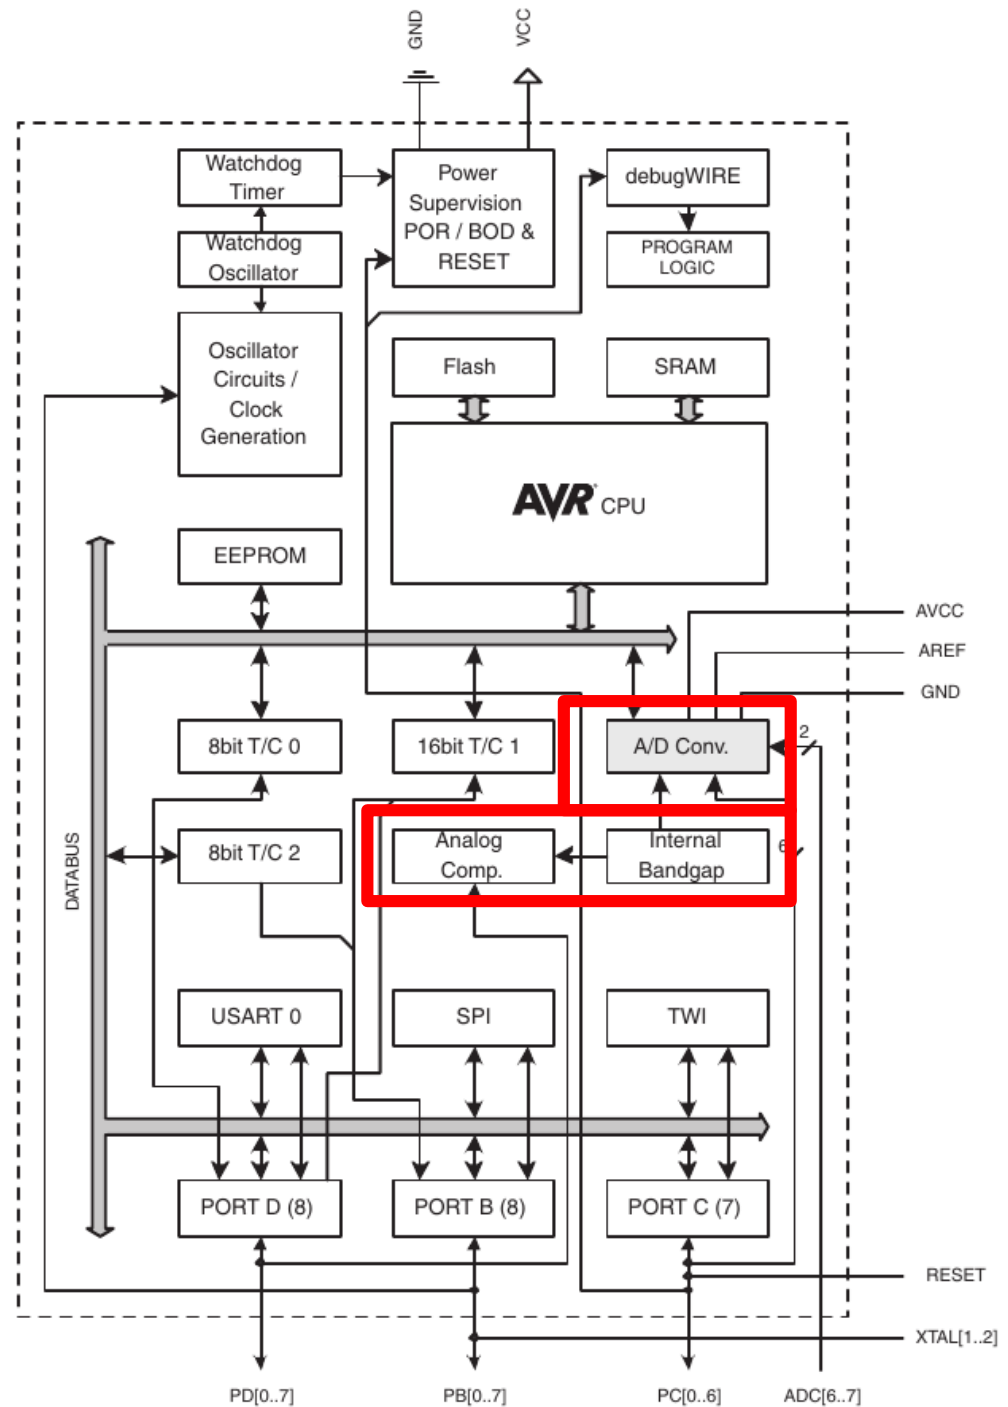 GND
VCC
Watchdog
Timer
Power
Supervision
POR / BOD &
RESET
debugWIRE
Watchdog
Oscillator
PROGRAM
LOGIC
Oscillator
Circuits /
Clock
Generation
Flash
SRAM
AVR CPU
EEPROM
AVCC
AREF
GND
8bit T/C 0
16bit T/C 1
A/D Conv.
2
8bit T/C 2
Analog
Comp.
Internal
Bandgap
6
DATABUS
USART 0
SPI
TWI
PORT D (8)
PORT B (8)
PORT C (7)
RESET
XTAL[1..2]
PD[0..7]
PB[0..7]
PC[0..6]
ADC[6..7]